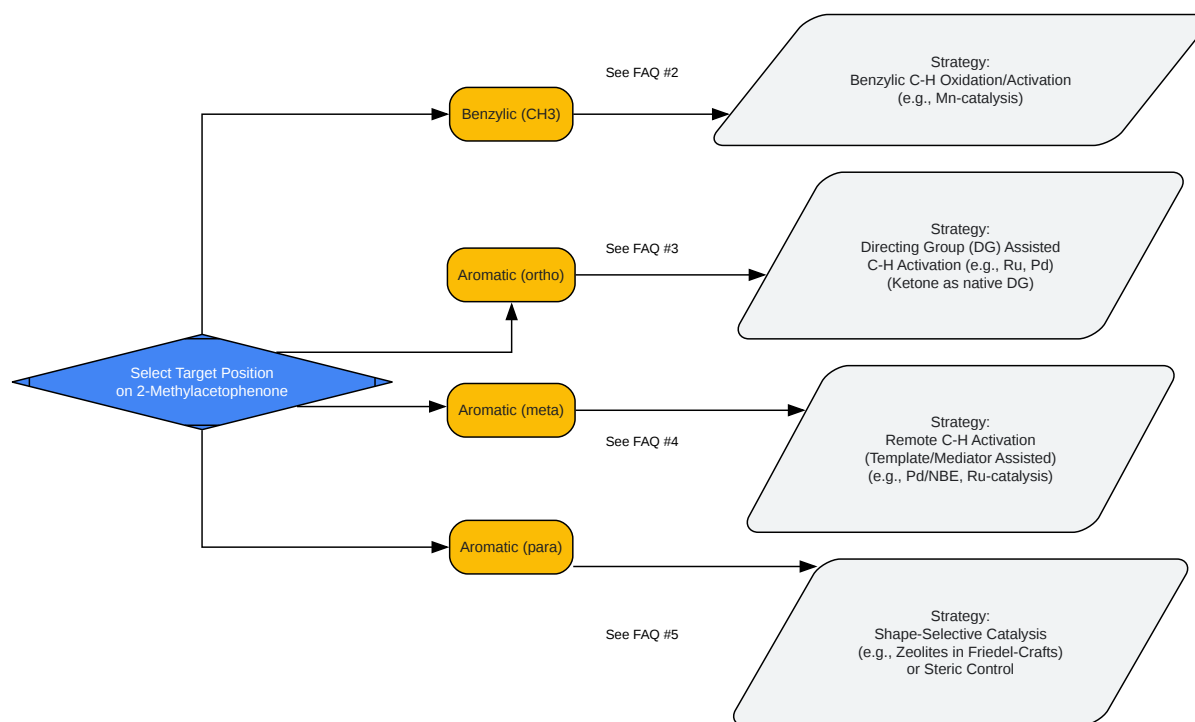 See FAQ #2
Strategy:
Benzylic C-H Oxidation/Activation
(e.g., Mn-catalysis)
Benzylic (CH3)
See FAQ #3
Strategy:
Directing Group (DG) Assisted
C-H Activation (e.g., Ru, Pd)
(Ketone as native DG)
Aromatic (ortho)
Select Target Position
on 2-Methylacetophenone
Aromatic (meta)
See FAQ #4
Strategy:
Remote C-H Activation
(Template/Mediator Assisted)
(e.g., Pd/NBE, Ru-catalysis)
Aromatic (para)
See FAQ #5
Strategy:
Shape-Selective Catalysis
(e.g., Zeolites in Friedel-Crafts)
or Steric Control